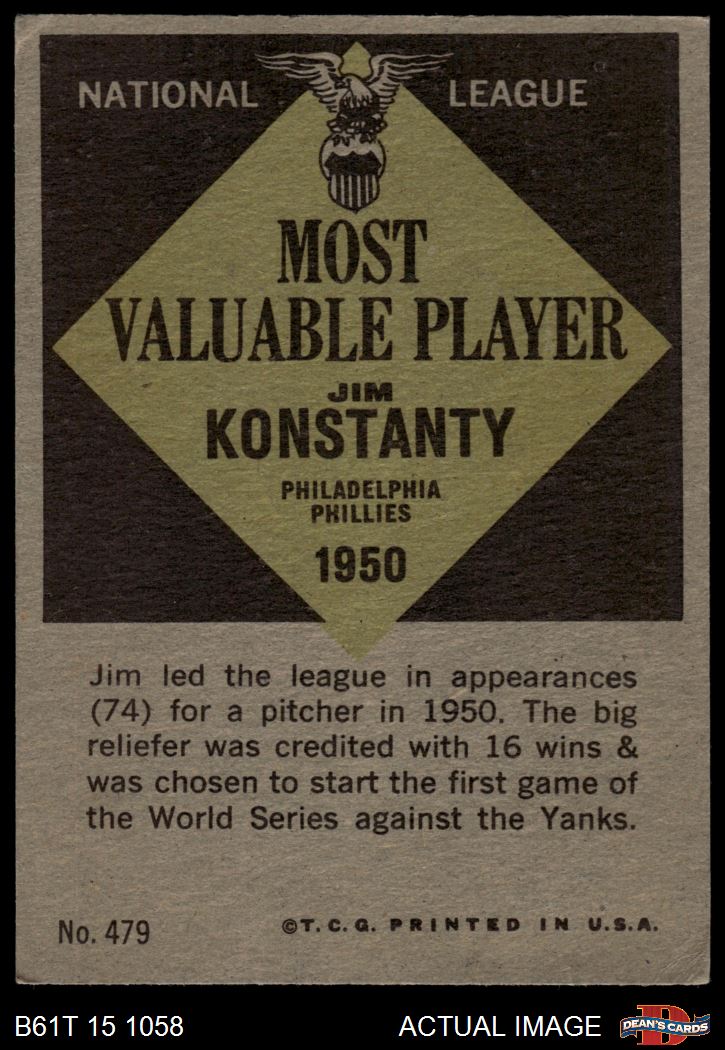 NATIONAL LEAGUE
MOST
VALUABLE PLAYER
JIM
KONSTANTY
PHILADELPHIA
PHILLIES
1950
Jim led the league in appearances
(74) for a pitcher in 1950. The big
reliefer was credited with 16 wins &
was chosen to start the first game of
the World Series against the Yanks.
No. 479 ©T.C.G. PRINTED IN U.S.A.
B61T 15 1058 ACTUAL IMAGE D DEAN'S CARDS